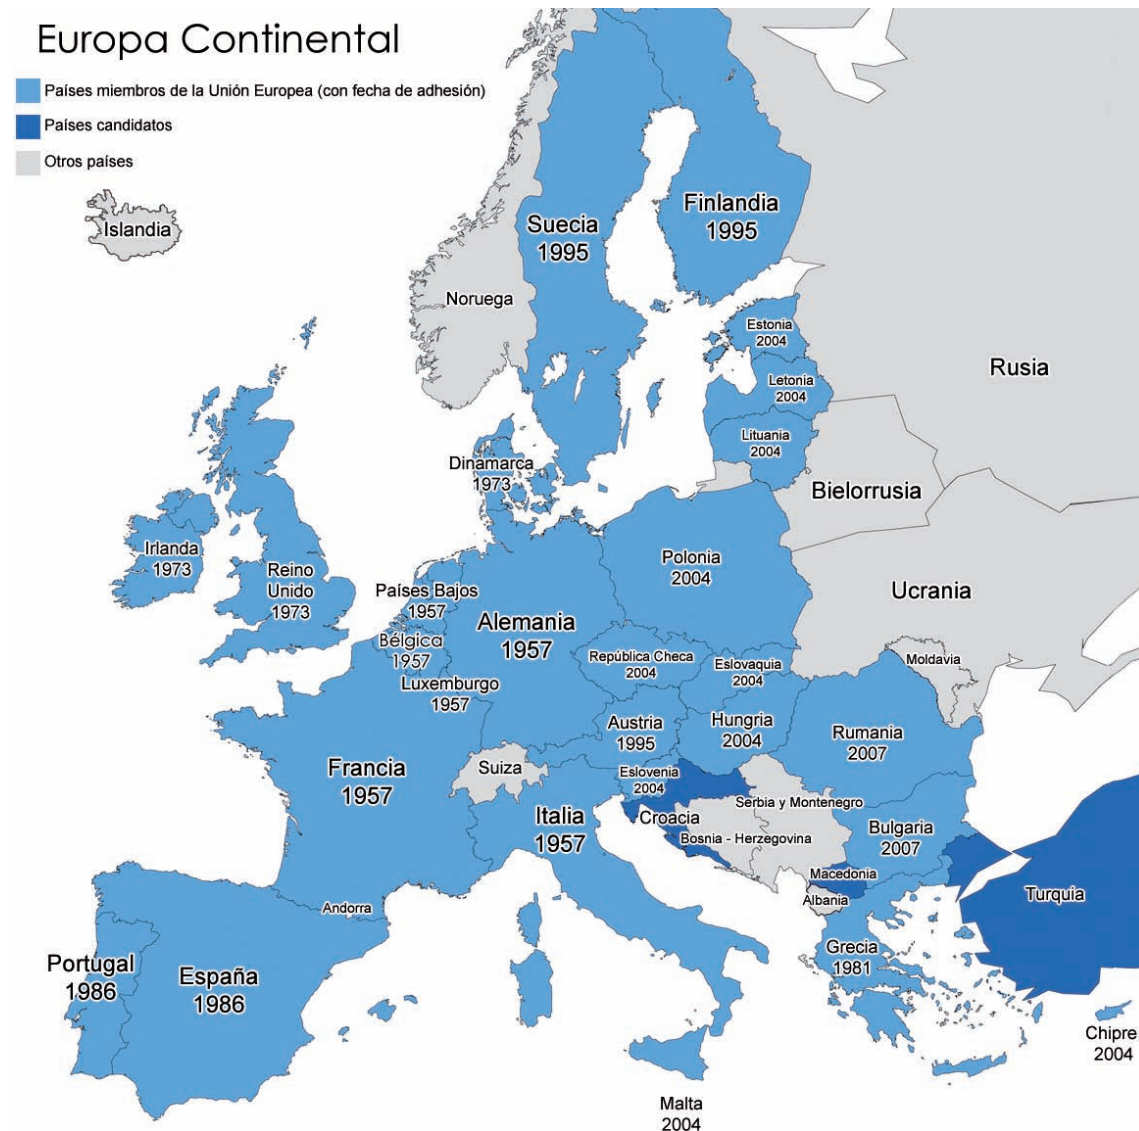 Europa Continental
Países miembros de la Unión Europea (con fecha de adhesión)
Países candidatos
Otros países
Islandia
Noruega
Suecia
1995
Finlandia
1995
Estonia
2004
Letonia
2004
Lituania
2004
Rusia
Bielorrusia
Ucrania
Moldavia
Dinamarca
1973
Irlanda
1973
Reino
Unido
1973
Países Bajos
1957
Bélgica
1957
Luxemburgo
1957
Alemania
1957
Polonia
2004
República Checa
2004
Eslovaquia
2004
Austria
1995
Hungria
2004
Rumania
2007
Francia
1957
Suiza
Eslovenia
2004
Italia
1957
Croacia
Serbia y Montenegro
Bosnia - Herzegovina
Bulgaria
2007
Macedonia
Albania
Turquia
Andorra
Portugal
1986
España
1986
Grecia
1981
Chipre
2004
Malta
2004